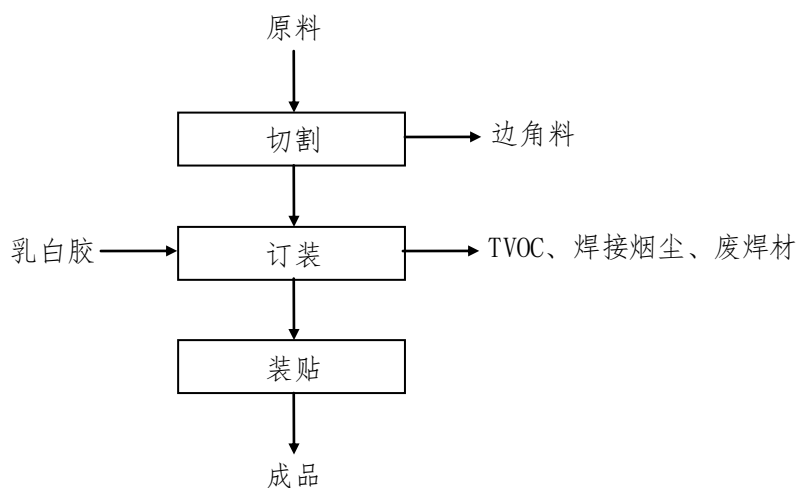 原料
切割
边角料
乳白胶
订装
TVOC、焊接烟尘、废焊材
装贴
成品